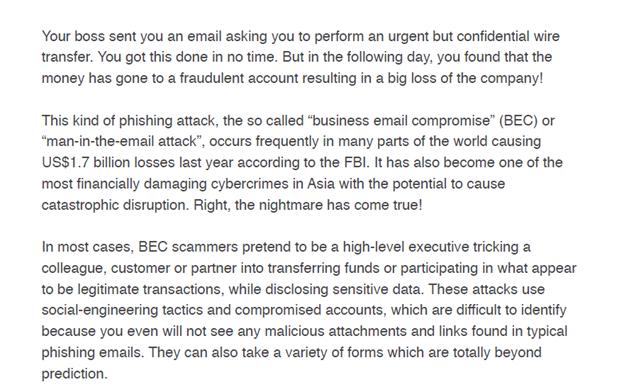 Your boss sent you an email asking you to perform an urgent but confidential wire
transfer. You got this done in no time. But in the following day, you found that the
money has gone to a fraudulent account resulting in a big loss of the company!
This kind of phishing attack, the so called “business email compromise” (BEC) or
“man-in-the-email attack”, occurs frequently in many parts of the world causing
US$1.7 billion losses last year according to the FBI. It has also become one of the
most financially damaging cybercrimes in Asia with the potential to cause
catastrophic disruption. Right, the nightmare has come true!
In most cases, BEC scammers pretend to be a high-level executive tricking a
colleague, customer or partner into transferring funds or participating in what appear
to be legitimate transactions, while disclosing sensitive data. These attacks use
social-engineering tactics and compromised accounts, which are difficult to identify
because you even will not see any malicious attachments and links found in typical
phishing emails. They can also take a variety of forms which are totally beyond
prediction.